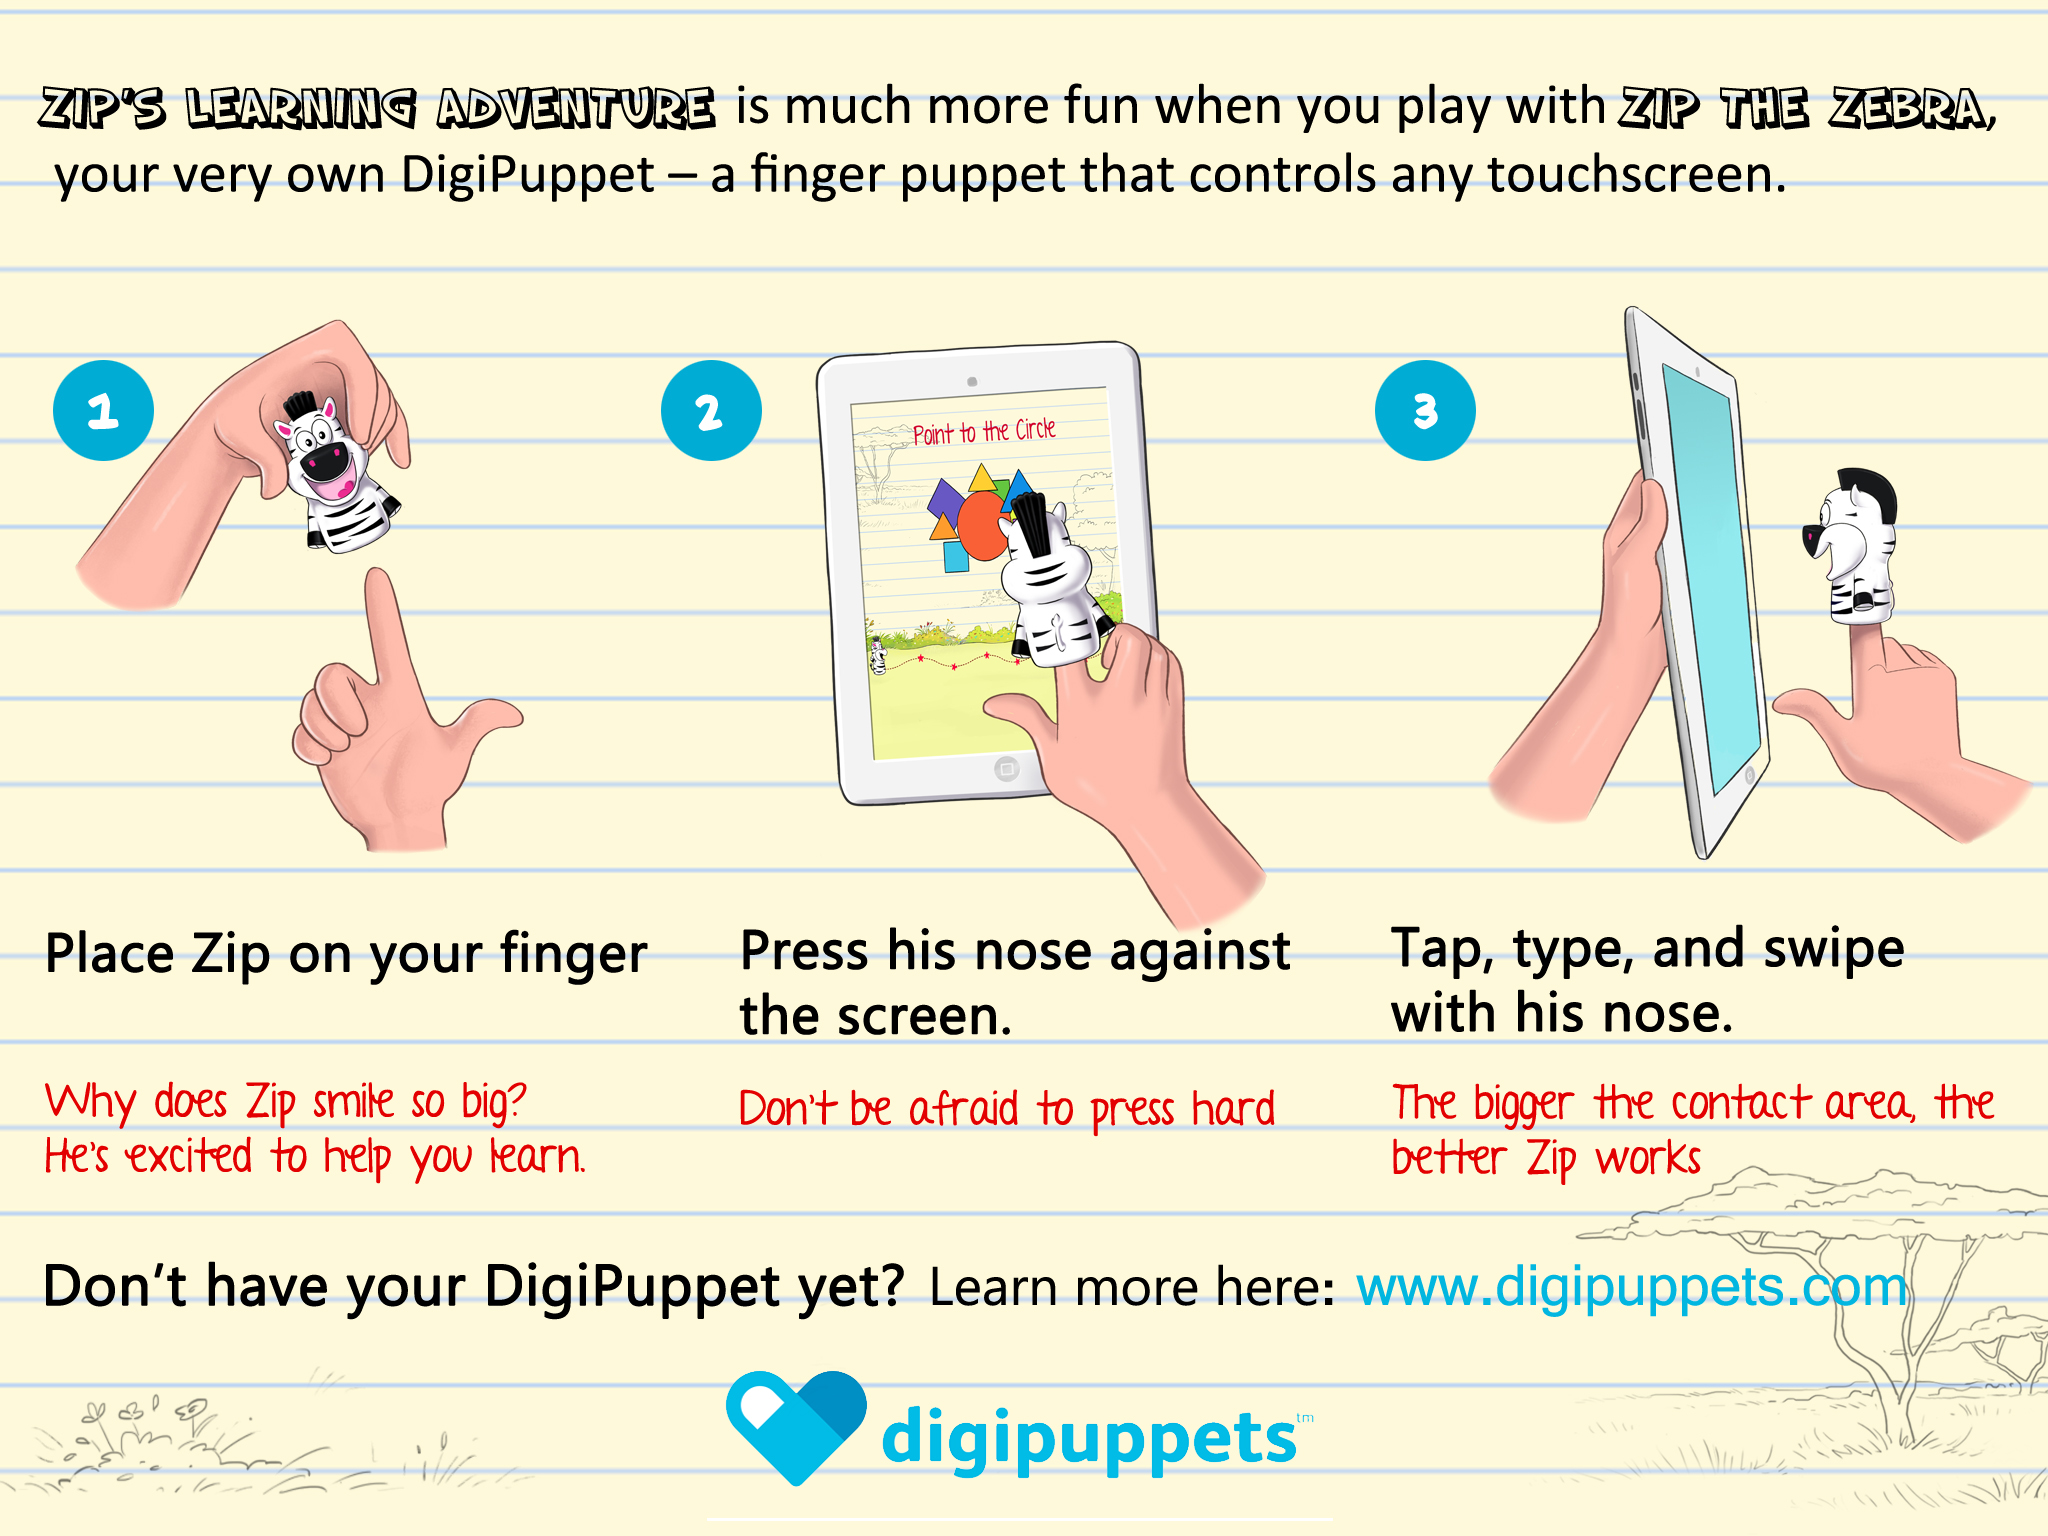 ZIP'S LEARNING ADVENTURE is much more fun when you play with ZIP THE ZEBRA,
your very own DigiPuppet – a finger puppet that controls any touchscreen.
1
2
3
Point to the Circle
Place Zip on your finger
Why does Zip smile so big?
He's excited to help you learn.
Press his nose against
the screen.
Don't be afraid to press hard
Tap, type, and swipe
with his nose.
The bigger the contact area, the
better Zip works
Don't have your DigiPuppet yet? Learn more here: www.digipuppets.com
digipuppets™